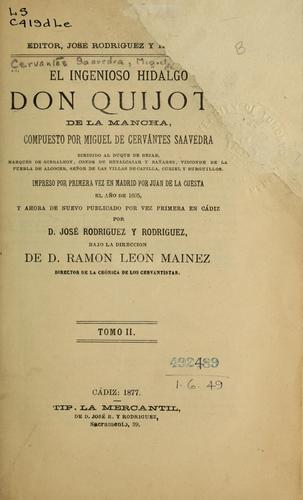 LS
C419dLe
EDITOR, JOSÉ RODRIGUEZ Y
Cervantes Saavedra, Miguel
B
EL INGENIOSO HIDALGO
DON QUIJOT
DE LA MANCHA,
COMPUESTO POR MIGUEL DE CERVÁNTES SAAVEDRA
DIRIJIDO AL DUQUE DE BEJAR,
MARQUES DE GIBRALEON, CONDE DE BENALCAZAR Y BAÑARES, VIZCONDE DE LA
PUEBLA DE ALOCER, SEÑOR DE LAS VILLAS DE CAPILLA, CURIEL Y BURGUILLOS.
IMPRESO POR PRIMERA VEZ EN MADRID POR JUAN DE LA CUESTA
EL AÑO DE 1605,
Y AHORA DE NUEVO PUBLICADO POR VEZ PRIMERA EN CÁDIZ
POR
D. JOSÉ RODRIGUEZ Y RODRIGUEZ,
BAJO LA DIRECCION
DE D. RAMON LEON MAINEZ
DIRECTOR DE LA CRÓNICA DE LOS CERVANTISTAS.
TOMO II.
492489
1.6.49
CÁDIZ: 1877.
TIP. LA MERCANTIL,
DE D. JOSÉ R. Y RODRIGUEZ,
Sacramento, 39.